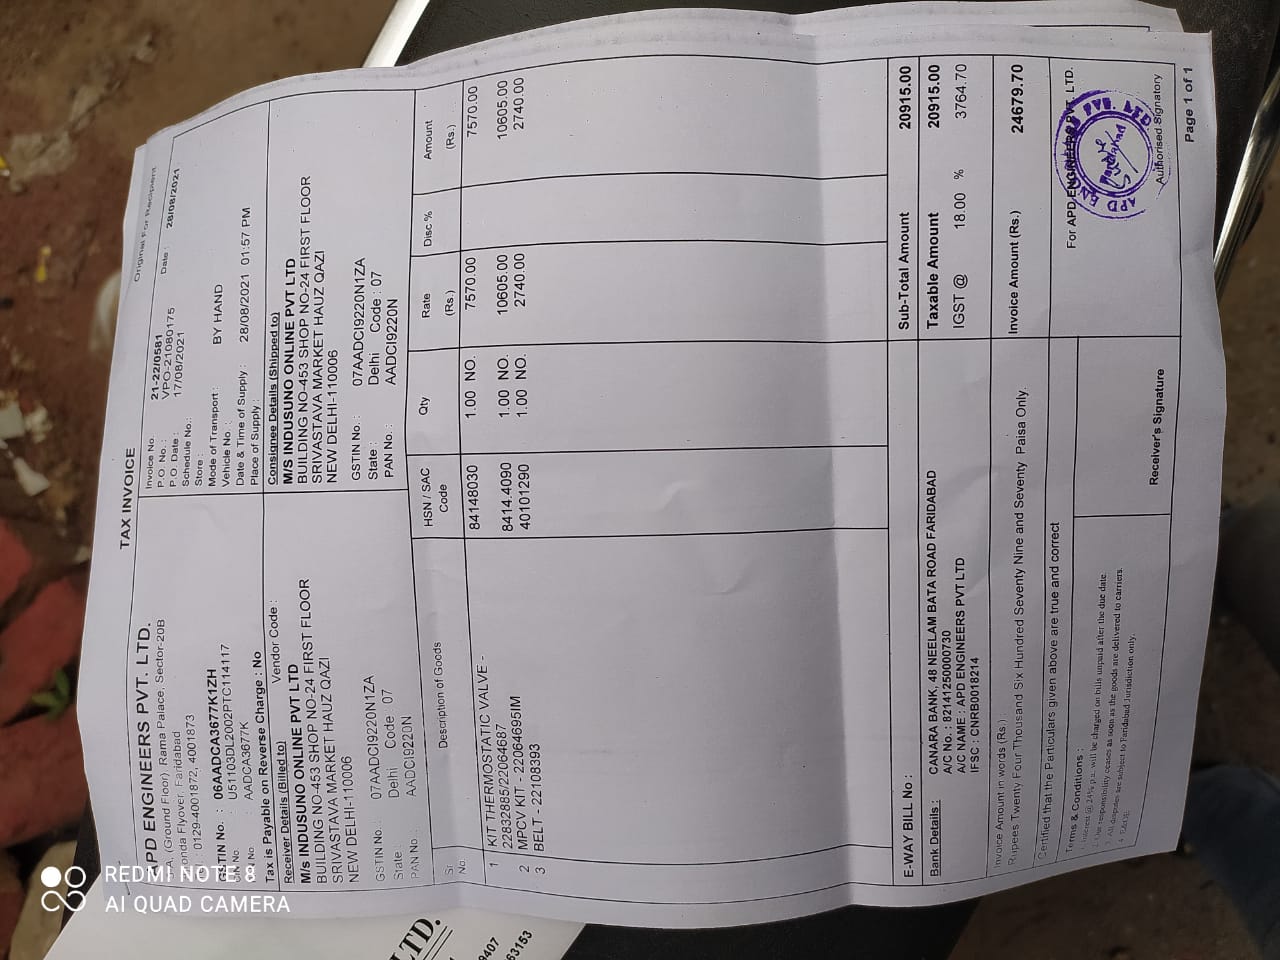 TAX INVOICE
Original For Recipient
APD ENGINEERS PVT. LTD.
(Ground Floor) Rama Palace, Sector-20B
Flyover, Faridabad
: 0129-4001872, 4001873
GSTIN No. : 06AADCA3677K1ZH
U51103DL2002PTC114117
AADCA3677K
Tax is Payable on Reverse Charge : No
Invoice No. 21-22/0581 Date : 28/08/2021
P.O No. : VPO-21080175
P.O Date : 17/08/2021
Schedule No.:
Store :
Mode of Transport : BY HAND
Vehicle No :
Date & Time of Supply : 28/08/2021 01:57 PM
Place of Supply :
Receiver Details (Billed to) Vendor Code :
M/s INDUSUNO ONLINE PVT LTD
BUILDING NO-453 SHOP NO-24 FIRST FLOOR
SRIVASTAVA MARKET HAUZ QAZI
NEW DELHI-110006
GSTIN No. 07AADCI9220N1ZA
State : Delhi Code 07
PAN No. : AADCI9220N
Consignee Details (Shipped to)
M/S INDUSUNO ONLINE PVT LTD
BUILDING NO-453 SHOP NO-24 FIRST FLOOR
SRIVASTAVA MARKET HAUZ QAZI
NEW DELHI-110006
GSTIN No. : 07AADCI9220N1ZA
State : Delhi Code : 07
PAN No. : AADCI9220N
Sr No. Description of Goods HSN / SAC Code Qty Rate (Rs.) Disc % Amount (Rs.)
1 KIT THERMOSTATIC VALVE - 84148030 1.00 NO. 7570.00 7570.00
22832885/22064687
2 MPCV KIT - 22064695IM 8414.4090 1.00 NO. 10605.00 10605.00
3 BELT - 22108393 40101290 1.00 NO. 2740.00 2740.00
E-WAY BILL No : Sub-Total Amount 20915.00
Bank Details : CANARA BANK, 48 NEELAM BATA ROAD FARIDABAD
A/C No. : 82141250000730
A/C NAME : APD ENGINEERS PVT LTD
IFSC : CNRB0018214
Taxable Amount 20915.00
IGST @ 18.00 % 3764.70
Invoice Amount in words (Rs.)
Rupees Twenty Four Thousand Six Hundred Seventy Nine and Seventy Paisa Only.
Invoice Amount (Rs.) 24679.70
Certified that the Particulars given above are true and correct
Terms & Conditions :
1. Interest @ 24% p.a. will be charged on bills unpaid after the due date.
2. Our responsibility ceases as soon as the goods are delivered to carriers.
3. All disputes are subject to Faridabad Jurisdiction only.
4. E.&O.E.
Receiver's Signature
For APD ENGINEERS PVT. LTD.
APD ENGINEERS PVT. LTD.
Authorised Signatory
Page 1 of 1
LTD.
9407
63153
REDMI NOTE 8
AI QUAD CAMERA